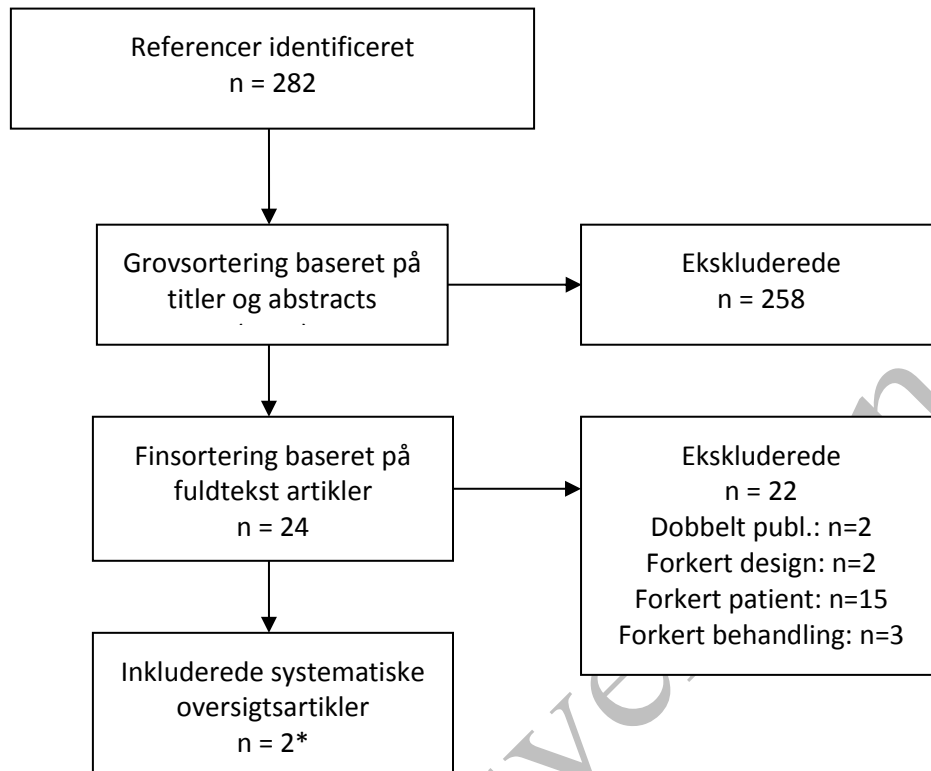 Referencer identificeret
n = 282
Grovsortering baseret på
titler og abstracts
Ekskluderede
n = 258
Finsortering baseret på
fuldtekst artikler
n = 24
Ekskluderede
n = 22
Dobbelt publ.: n=2
Forkert design: n=2
Forkert patient: n=15
Forkert behandling: n=3
Inkluderede systematiske
oversigtsartikler
n = 2*